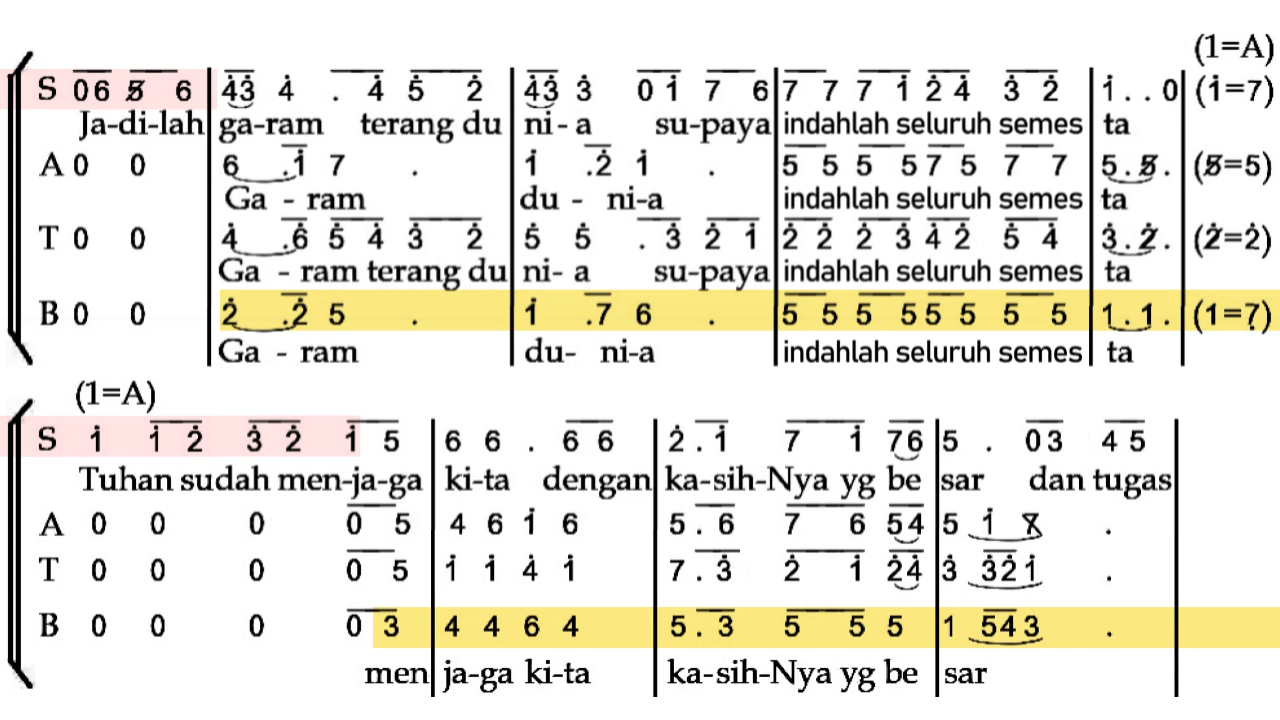 (1=A)
S 06 5̸ 6 | 4̇3̇ 4̇ . 4̇ 5̇ 2̇ | 4̇3̇ 3̇ 0 1̇ 7 6 | 7 7 7 1̇ 2̇ 4̇ 3̇ 2̇ | 1̇ . . 0 | (1̇=7)
Ja-di-lah ga-ram terang du ni-a su-paya indahlah seluruh semes ta
A 0 0 | 6 .1̇ 7 . | 1̇ .2̇ 1̇ . | 5 5 5 5 7 5 7 7 | 5 . 5̸ . | (5̸=5)
Ga - ram du - ni-a indahlah seluruh semes ta
T 0 0 | 4̇ .6̇ 5̇ 4̇ 3̇ 2̇ | 5̇ 5̇ . 3̇ 2̇ 1̇ | 2̇ 2̇ 2̇ 3̇ 4̇ 2̇ 5̇ 4̇ | 3̇ . 2̸̇ . | (2̸̇=2̇)
Ga - ram terang du ni- a su-paya indahlah seluruh semes ta
B 0 0 | 2̇ .2̇ 5 . | 1̇ .7 6 . | 5 5 5 5 5 5 5 5 | 1 . 1 . | (1=7̣)
Ga - ram du- ni-a indahlah seluruh semes ta
(1=A)
S 1̇ 1̇ 2̇ 3̇ 2̇ 1̇ 5 | 6 6 . 6 6 | 2̇ . 1̇ 7 1̇ 76 | 5 . 03 4 5
Tuhan sudah men-ja-ga ki-ta dengan ka-sih-Nya yg be sar dan tugas
A 0 0 0 0 5 | 4 6 1̇ 6 | 5 . 6 7 6 54 | 5 1̇ 7̸ .
T 0 0 0 0 5 | 1̇ 1̇ 4̇ 1̇ | 7 . 3̇ 2̇ 1̇ 2̇4̇ | 3̇ 3̇2̇1̇ .
B 0 0 0 0 3 | 4 4 6 4 | 5 . 3 5 5 5 | 1 543 .
men ja-ga ki-ta ka-sih-Nya yg be sar